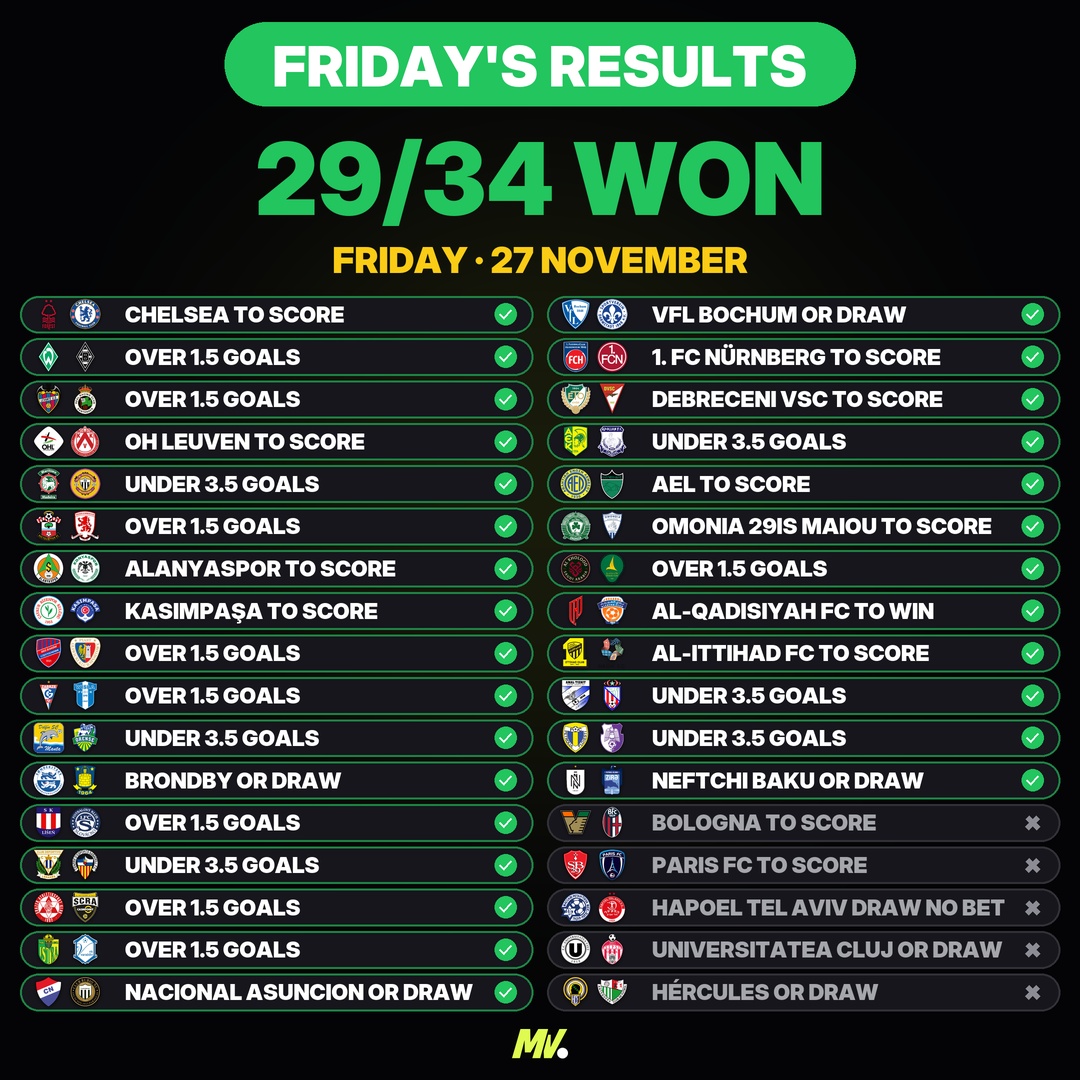 FRIDAY'S RESULTS
29/34 WON
FRIDAY · 27 NOVEMBER
CHELSEA TO SCORE
OVER 1.5 GOALS
OVER 1.5 GOALS
OH LEUVEN TO SCORE
UNDER 3.5 GOALS
OVER 1.5 GOALS
ALANYASPOR TO SCORE
KASIMPAŞA TO SCORE
OVER 1.5 GOALS
OVER 1.5 GOALS
UNDER 3.5 GOALS
BRONDBY OR DRAW
OVER 1.5 GOALS
UNDER 3.5 GOALS
OVER 1.5 GOALS
OVER 1.5 GOALS
NACIONAL ASUNCION OR DRAW
VFL BOCHUM OR DRAW
1. FC NÜRNBERG TO SCORE
DEBRECENI VSC TO SCORE
UNDER 3.5 GOALS
AEL TO SCORE
OMONIA 29IS MAIOU TO SCORE
OVER 1.5 GOALS
AL-QADISIYAH FC TO WIN
AL-ITTIHAD FC TO SCORE
UNDER 3.5 GOALS
UNDER 3.5 GOALS
NEFTCHI BAKU OR DRAW
BOLOGNA TO SCORE
PARIS FC TO SCORE
HAPOEL TEL AVIV DRAW NO BET
UNIVERSITATEA CLUJ OR DRAW
HÉRCULES OR DRAW
MV.